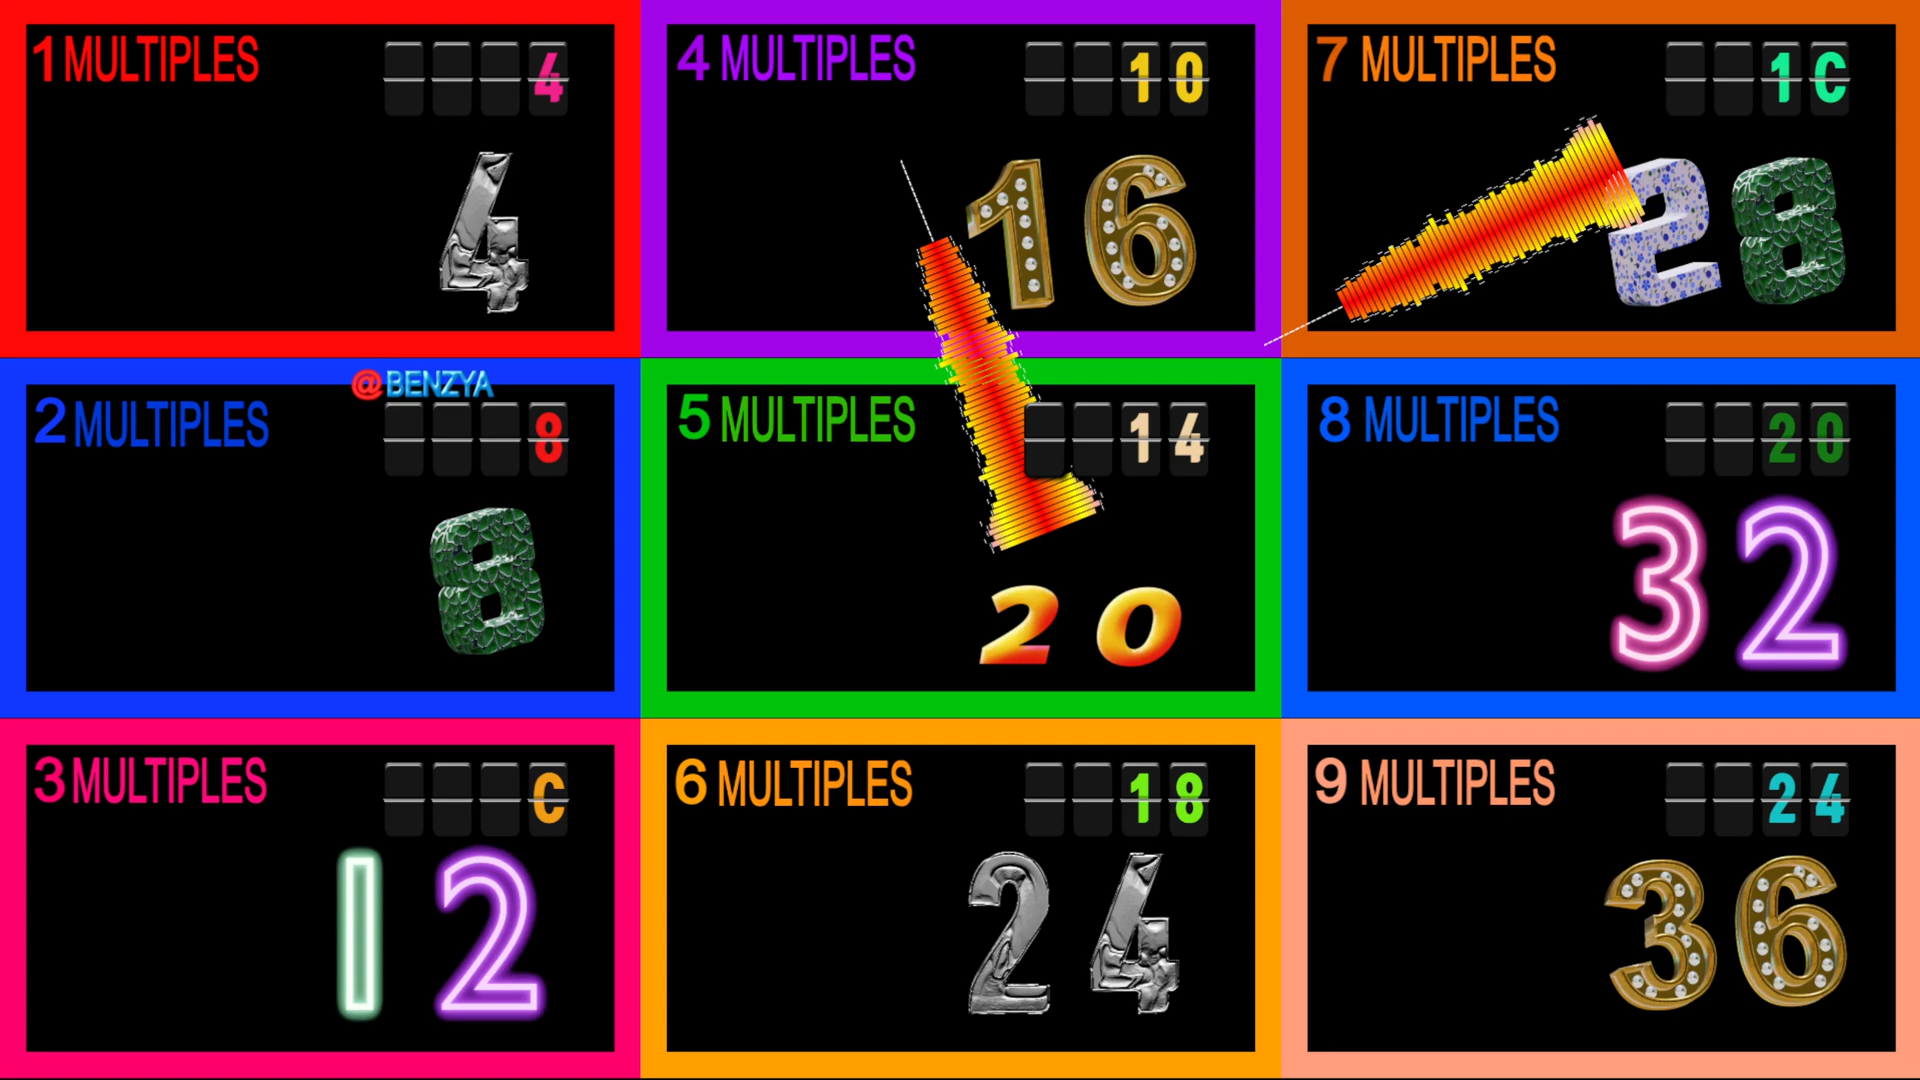 1 MULTIPLES
4
4
4 MULTIPLES
10
16
7 MULTIPLES
1C
28
@BENZYA
2 MULTIPLES
8
8
5 MULTIPLES
14
20
8 MULTIPLES
20
32
3 MULTIPLES
C
12
6 MULTIPLES
18
24
9 MULTIPLES
24
36